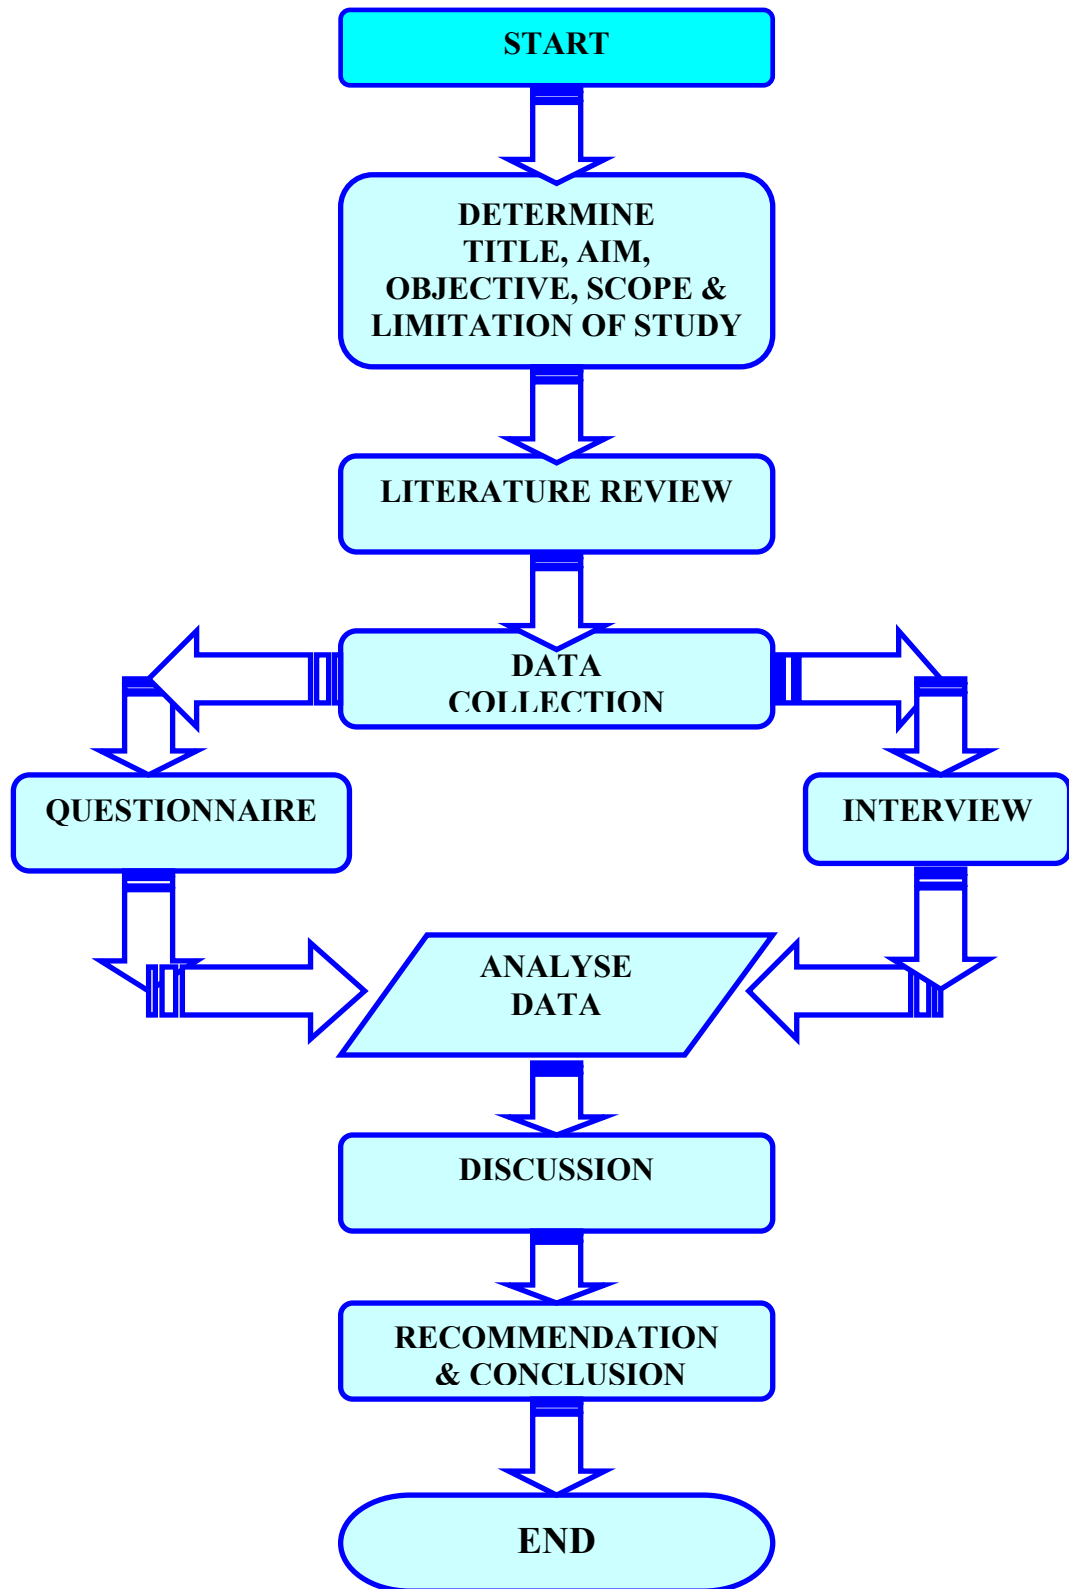 START
DETERMINE
TITLE, AIM,
OBJECTIVE, SCOPE &
LIMITATION OF STUDY
LITERATURE REVIEW
DATA
COLLECTION
QUESTIONNAIRE
INTERVIEW
ANALYSE
DATA
DISCUSSION
RECOMMENDATION
& CONCLUSION
END